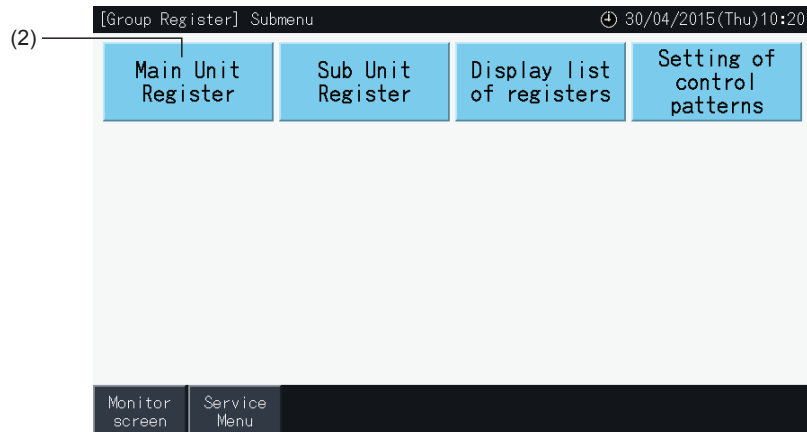 [Group Register] Submenu 30/04/2015(Thu)10:20
(2)
Main Unit
Register
Sub Unit
Register
Display list
of registers
Setting of
control
patterns
Monitor
screen
Service
Menu